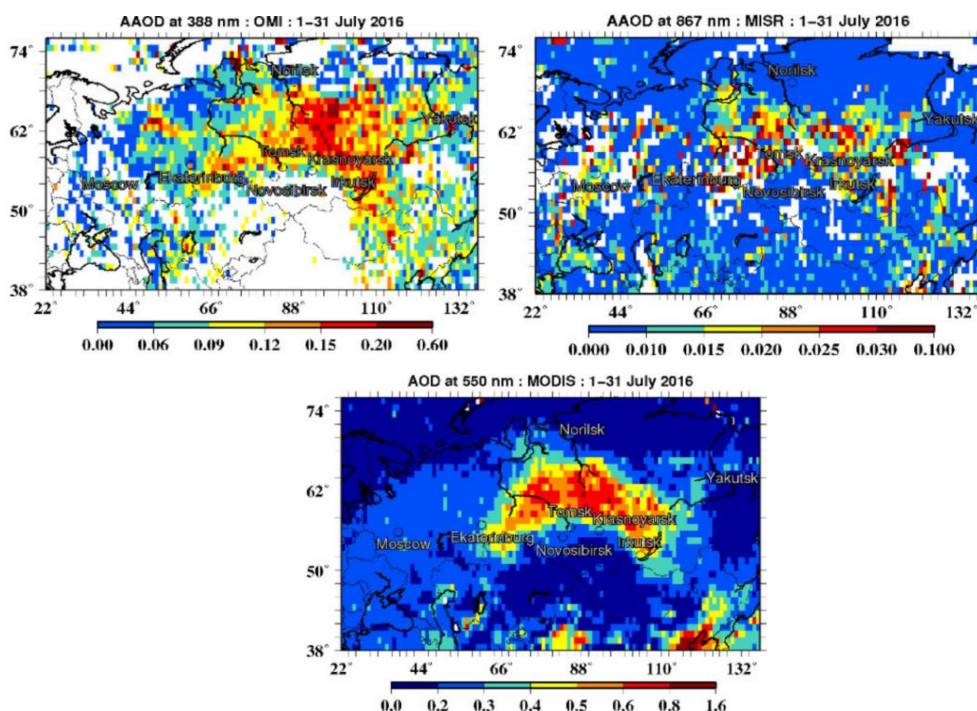 AAOD at 388 nm : OMI : 1–31 July 2016
74°
62°
50°
38°
Norilsk
Yakutsk
Tomsk
Krasnoyarsk
Moscow
Ekaterinburg
Irkutsk
Novosibirsk
22 44 66 88 110 132
0.00 0.06 0.09 0.12 0.15 0.20 0.60
AAOD at 867 nm : MISR : 1–31 July 2016
74°
62°
50°
38°
Norilsk
Yakutsk
Tomsk
Krasnoyarsk
Moscow
Ekaterinburg
Irkutsk
Novosibirsk
22 44 66 88 110 132
0.000 0.010 0.015 0.020 0.025 0.030 0.100
AOD at 550 nm : MODIS : 1–31 July 2016
74°
62°
50°
38°
Norilsk
Yakutsk
Tomsk
Krasnoyarsk
Moscow
Ekaterinburg
Irkutsk
Novosibirsk
22 44 66 88 110 132
0.0 0.2 0.3 0.4 0.5 0.6 0.8 1.6